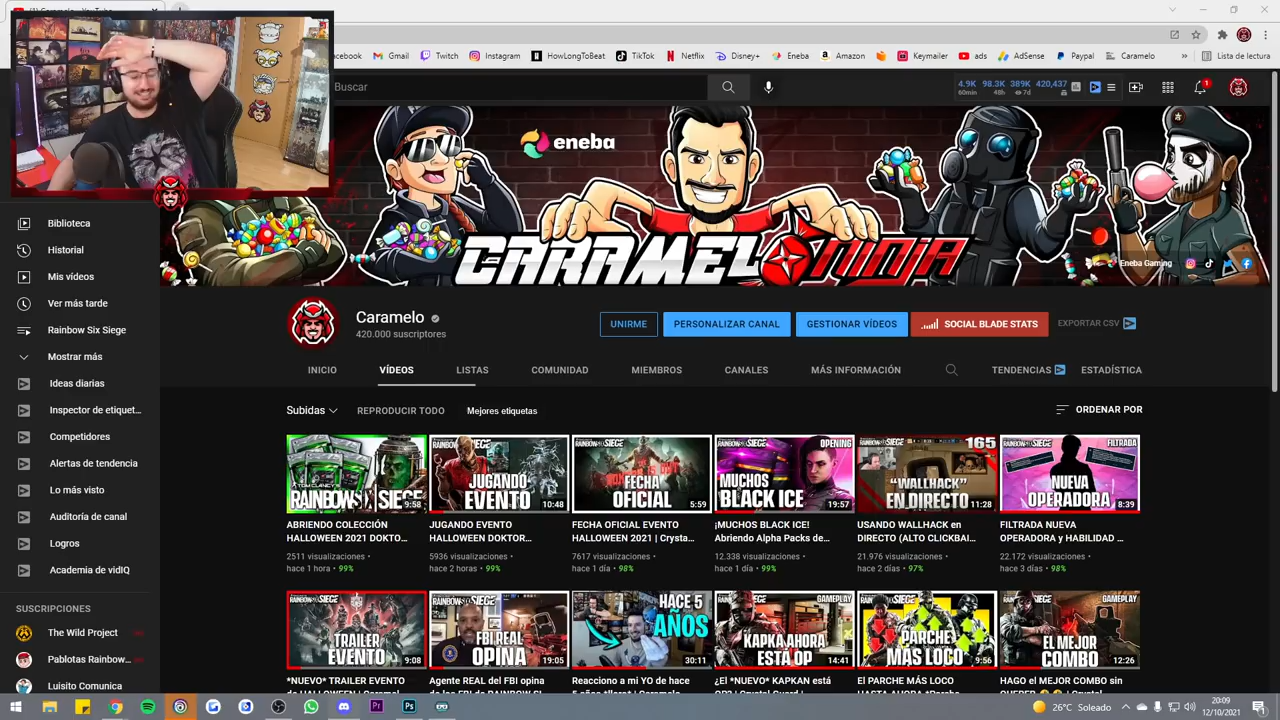 Gmail
Twitch
Instagram
HowLongToBeat
TikTok
Netflix
Disney+
Eneba
Amazon
Keymailer
ads
Adsense
Paypal
Caramelo
Lista de lectura
Buscar
4.9K 98.3K 389K 420,437
60min 48h 7d
1
eneba
CARAMELO NINJA
Eneba Gaming
Biblioteca
Historial
Mis vídeos
Ver más tarde
Rainbow Six Siege
Mostrar más
Ideas diarias
Inspector de etiquet...
Competidores
Alertas de tendencia
Lo más visto
Auditoría de canal
Logros
Academia de vidIQ
SUSCRIPCIONES
The Wild Project
Pablotas Rainbow...
Luisito Comunica
Caramelo
420.000 suscriptores
UNIRME
PERSONALIZAR CANAL
GESTIONAR VÍDEOS
SOCIAL BLADE STATS
EXPORTAR CSV
INICIO
VÍDEOS
LISTAS
COMUNIDAD
MIEMBROS
CANALES
MÁS INFORMACIÓN
TENDENCIAS
ESTADÍSTICA
Subidas
REPRODUCIR TODO
Mejores etiquetas
ORDENAR POR
RAINBOW SIEGE
9:58
ABRIENDO COLECCIÓN
HALLOWEEN 2021 DOKTO...
2511 visualizaciones •
hace 1 hora • 99%
JUGANDO
EVENTO
10:48
JUGANDO EVENTO
HALLOWEEN DOKTOR...
5936 visualizaciones •
hace 2 horas • 99%
FECHA
OFICIAL
5:59
FECHA OFICIAL EVENTO
HALLOWEEN 2021 | Crysta...
7617 visualizaciones •
hace 1 día • 98%
OPENING
MUCHOS
BLACK ICE
19:57
¡MUCHOS BLACK ICE!
Abriendo Alpha Packs de...
12.338 visualizaciones •
hace 1 día • 99%
165
"WALLHACK"
EN DIRECTO
11:28
USANDO WALLHACK en
DIRECTO (ALTO CLICKBAI...
21.976 visualizaciones •
hace 2 días • 97%
FILTRADA
NUEVA
OPERADORA
8:39
FILTRADA NUEVA
OPERADORA y HABILIDAD ...
22.172 visualizaciones •
hace 3 días • 98%
TRAILER
EVENTO
9:08
*NUEVO* TRAILER EVENTO
FBI REAL
OPINA
19:05
Agente REAL del FBI opina
HACE 5
AÑOS
30:11
Reacciono a mi YO de hace
GAMEPLAY
KAPKA AHORA
ESTÁ OP
14:41
¿El *NUEVO* KAPKAN está
PARCHE
MÁS LOCO
9:56
El PARCHE MÁS LOCO
GAMEPLAY
EL MEJOR
COMBO
12:26
HAGO el MEJOR COMBO sin
26°C Soleado
20:09
12/10/2021